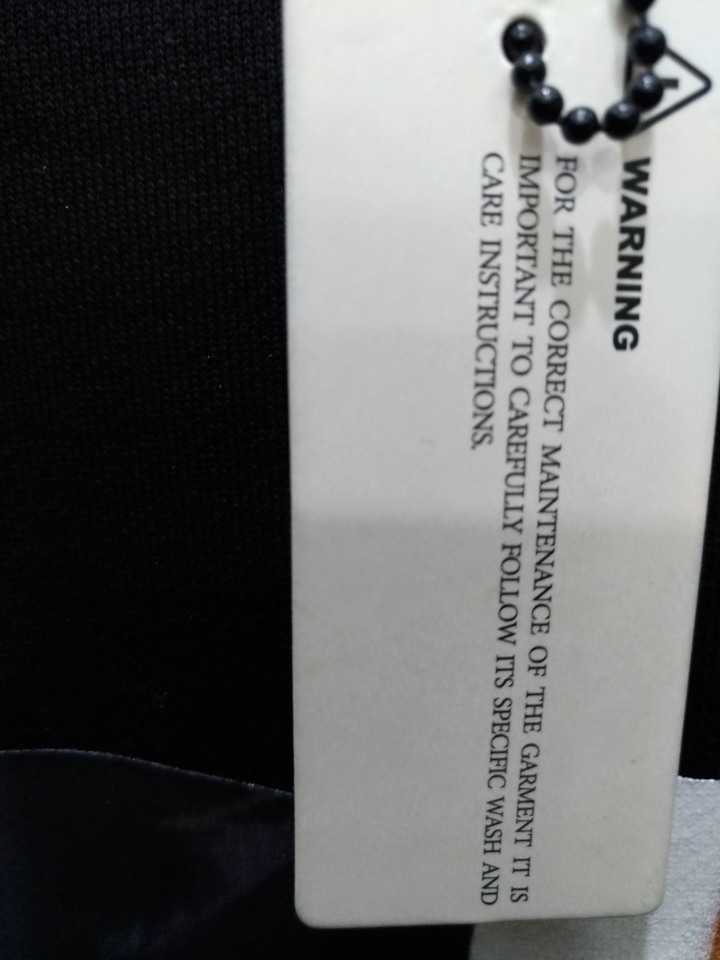 WARNING
FOR THE CORRECT MAINTENANCE OF THE GARMENT IT IS
IMPORTANT TO CAREFULLY FOLLOW ITS SPECIFIC WASH AND
CARE INSTRUCTIONS.